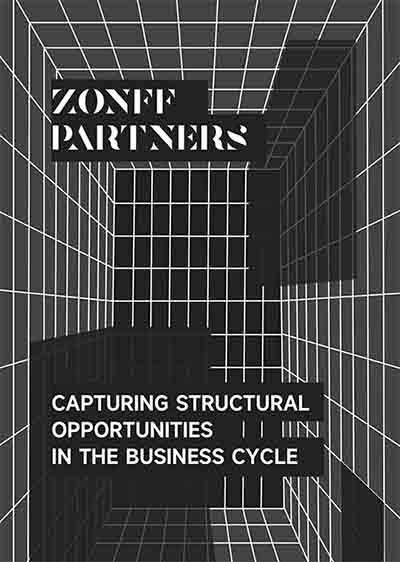 ZONFF
PARTNERS
CAPTURING STRUCTURAL
OPPORTUNITIES
IN THE BUSINESS CYCLE